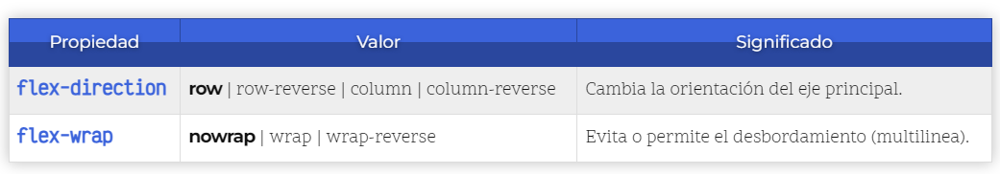 Propiedad Valor Significado
flex-direction row | row-reverse | column | column-reverse Cambia la orientación del eje principal.
flex-wrap nowrap | wrap | wrap-reverse Evita o permite el desbordamiento (multilinea).